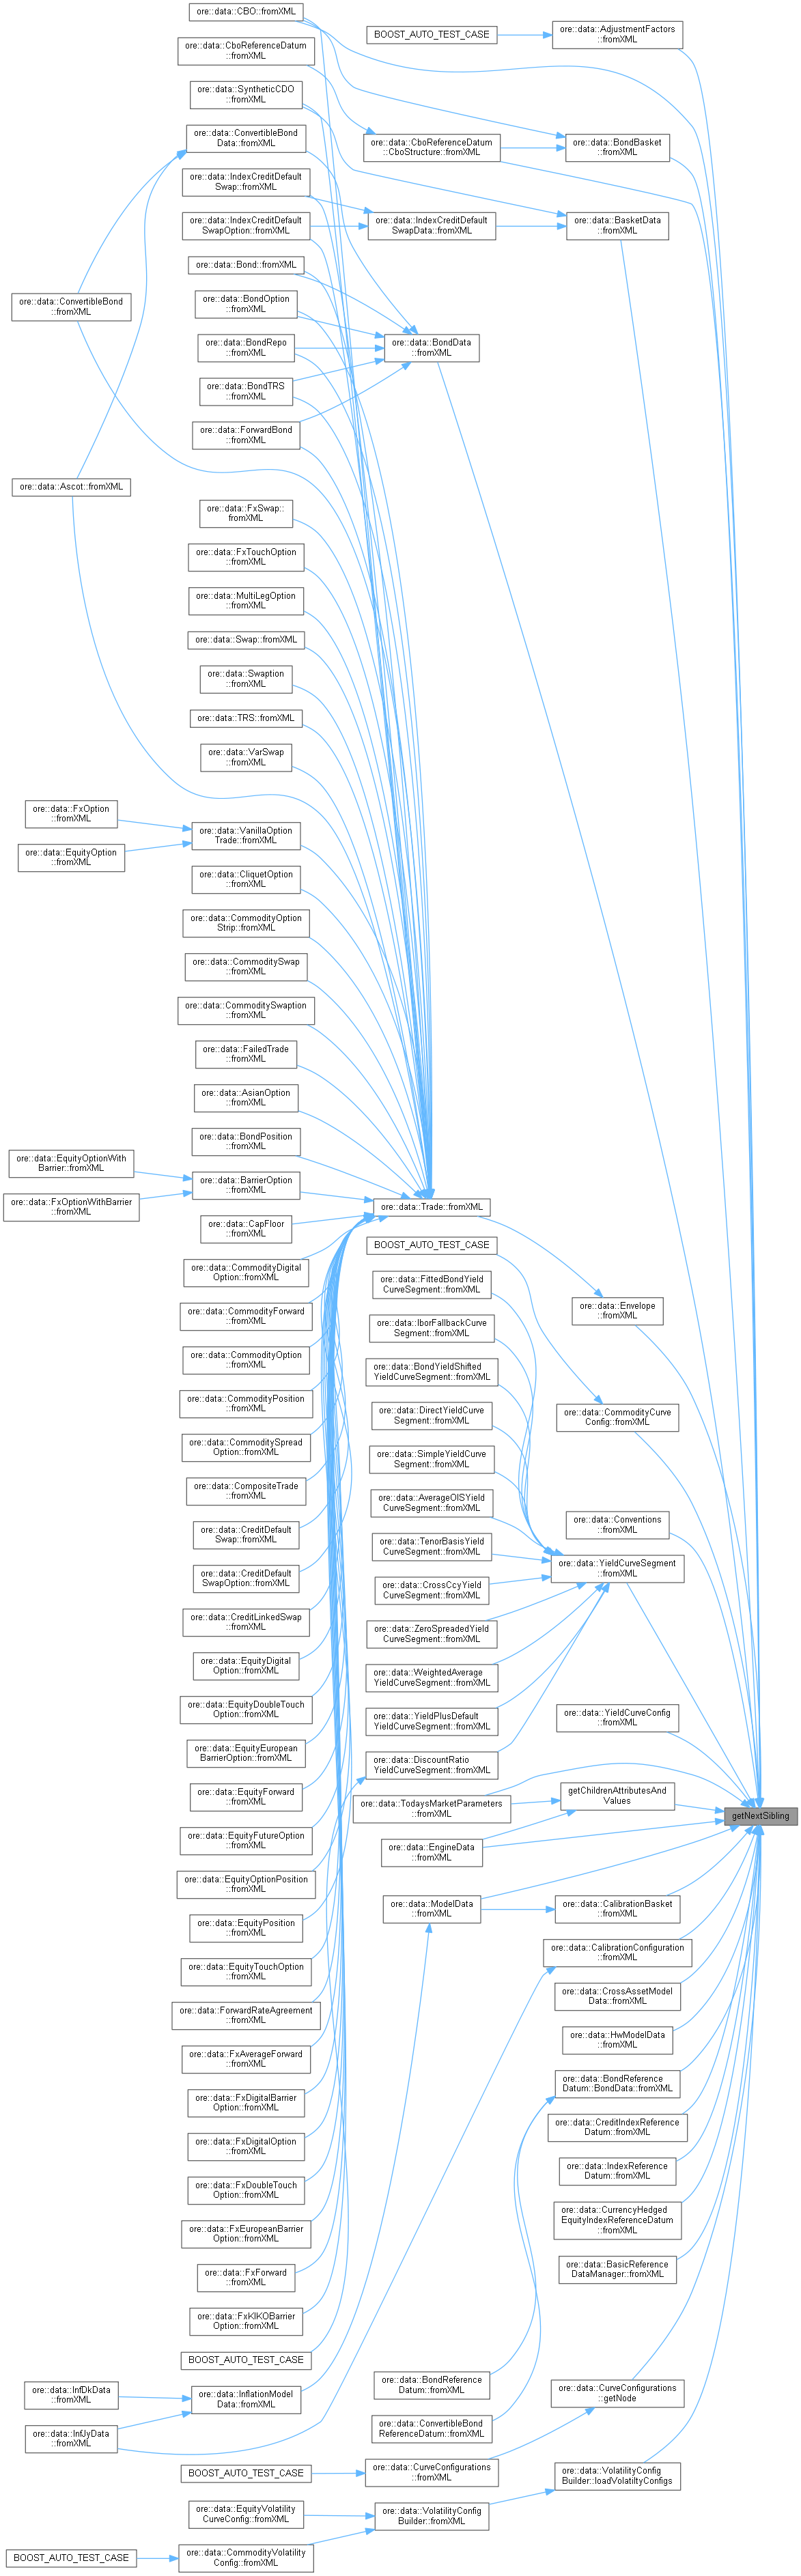 ore::data::CBO::fromXML
BOOST_AUTO_TEST_CASE
ore::data::AdjustmentFactors
::fromXML
ore::data::CboReferenceDatum
::fromXML
ore::data::SyntheticCDO
::fromXML
ore::data::ConvertibleBond
Data::fromXML
ore::data::CboReferenceDatum
::CboStructure::fromXML
ore::data::BondBasket
::fromXML
ore::data::IndexCreditDefault
Swap::fromXML
ore::data::IndexCreditDefault
SwapOption::fromXML
ore::data::IndexCreditDefault
SwapData::fromXML
ore::data::BasketData
::fromXML
ore::data::Bond::fromXML
ore::data::ConvertibleBond
::fromXML
ore::data::BondOption
::fromXML
ore::data::BondRepo
::fromXML
ore::data::BondData
::fromXML
ore::data::BondTRS
::fromXML
ore::data::ForwardBond
::fromXML
ore::data::Ascot::fromXML
ore::data::FxSwap::
fromXML
ore::data::FxTouchOption
::fromXML
ore::data::MultiLegOption
::fromXML
ore::data::Swap::fromXML
ore::data::Swaption
::fromXML
ore::data::TRS::fromXML
ore::data::VarSwap
::fromXML
ore::data::FxOption
::fromXML
ore::data::EquityOption
::fromXML
ore::data::VanillaOption
Trade::fromXML
ore::data::CliquetOption
::fromXML
ore::data::CommodityOption
Strip::fromXML
ore::data::CommoditySwap
::fromXML
ore::data::CommoditySwaption
::fromXML
ore::data::FailedTrade
::fromXML
ore::data::AsianOption
::fromXML
ore::data::BondPosition
::fromXML
ore::data::EquityOptionWith
Barrier::fromXML
ore::data::FxOptionWithBarrier
::fromXML
ore::data::BarrierOption
::fromXML
ore::data::Trade::fromXML
ore::data::CapFloor
::fromXML
BOOST_AUTO_TEST_CASE
ore::data::CommodityDigital
Option::fromXML
ore::data::FittedBondYield
CurveSegment::fromXML
ore::data::Envelope
::fromXML
ore::data::CommodityForward
::fromXML
ore::data::IborFallbackCurve
Segment::fromXML
ore::data::CommodityOption
::fromXML
ore::data::BondYieldShifted
YieldCurveSegment::fromXML
ore::data::CommodityPosition
::fromXML
ore::data::DirectYieldCurve
Segment::fromXML
ore::data::CommodityCurve
Config::fromXML
ore::data::CommoditySpread
Option::fromXML
ore::data::SimpleYieldCurve
Segment::fromXML
ore::data::CompositeTrade
::fromXML
ore::data::AverageOISYield
CurveSegment::fromXML
ore::data::Conventions
::fromXML
ore::data::CreditDefault
Swap::fromXML
ore::data::TenorBasisYield
CurveSegment::fromXML
ore::data::YieldCurveSegment
::fromXML
ore::data::CreditDefault
SwapOption::fromXML
ore::data::CrossCcyYield
CurveSegment::fromXML
ore::data::CreditLinkedSwap
::fromXML
ore::data::ZeroSpreadedYield
CurveSegment::fromXML
ore::data::EquityDigital
Option::fromXML
ore::data::WeightedAverage
YieldCurveSegment::fromXML
ore::data::EquityDoubleTouch
Option::fromXML
ore::data::YieldPlusDefault
YieldCurveSegment::fromXML
ore::data::YieldCurveConfig
::fromXML
ore::data::EquityEuropean
BarrierOption::fromXML
ore::data::DiscountRatio
YieldCurveSegment::fromXML
ore::data::EquityForward
::fromXML
ore::data::TodaysMarketParameters
::fromXML
getChildrenAttributesAnd
Values
getNextSibling
ore::data::EquityFutureOption
::fromXML
ore::data::EngineData
::fromXML
ore::data::EquityOptionPosition
::fromXML
ore::data::ModelData
::fromXML
ore::data::CalibrationBasket
::fromXML
ore::data::EquityPosition
::fromXML
ore::data::CalibrationConfiguration
::fromXML
ore::data::EquityTouchOption
::fromXML
ore::data::CrossAssetModel
Data::fromXML
ore::data::ForwardRateAgreement
::fromXML
ore::data::HwModelData
::fromXML
ore::data::FxAverageForward
::fromXML
ore::data::BondReference
Datum::BondData::fromXML
ore::data::FxDigitalBarrier
Option::fromXML
ore::data::CreditIndexReference
Datum::fromXML
ore::data::FxDigitalOption
::fromXML
ore::data::IndexReference
Datum::fromXML
ore::data::FxDoubleTouch
Option::fromXML
ore::data::CurrencyHedged
EquityIndexReferenceDatum
::fromXML
ore::data::FxEuropeanBarrier
Option::fromXML
ore::data::BasicReference
DataManager::fromXML
ore::data::FxForward
::fromXML
ore::data::FxKIKOBarrier
Option::fromXML
BOOST_AUTO_TEST_CASE
ore::data::InfDkData
::fromXML
ore::data::InflationModel
Data::fromXML
ore::data::BondReference
Datum::fromXML
ore::data::CurveConfigurations
::getNode
ore::data::InfJyData
::fromXML
ore::data::ConvertibleBond
ReferenceDatum::fromXML
BOOST_AUTO_TEST_CASE
ore::data::CurveConfigurations
::fromXML
ore::data::VolatilityConfig
Builder::loadVolatiltyConfigs
ore::data::EquityVolatility
CurveConfig::fromXML
ore::data::VolatilityConfig
Builder::fromXML
BOOST_AUTO_TEST_CASE
ore::data::CommodityVolatility
Config::fromXML